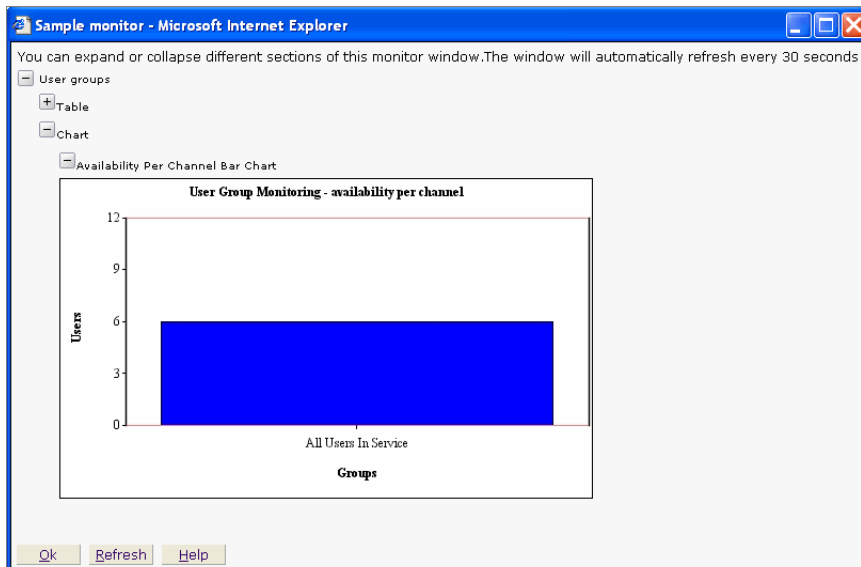 Sample monitor - Microsoft Internet Explorer
You can expand or collapse different sections of this monitor window.The window will automatically refresh every 30 seconds
User groups
Table
Chart
Availability Per Channel Bar Chart
User Group Monitoring - availability per channel
12
9
6
3
0
Users
All Users In Service
Groups
Ok Refresh Help